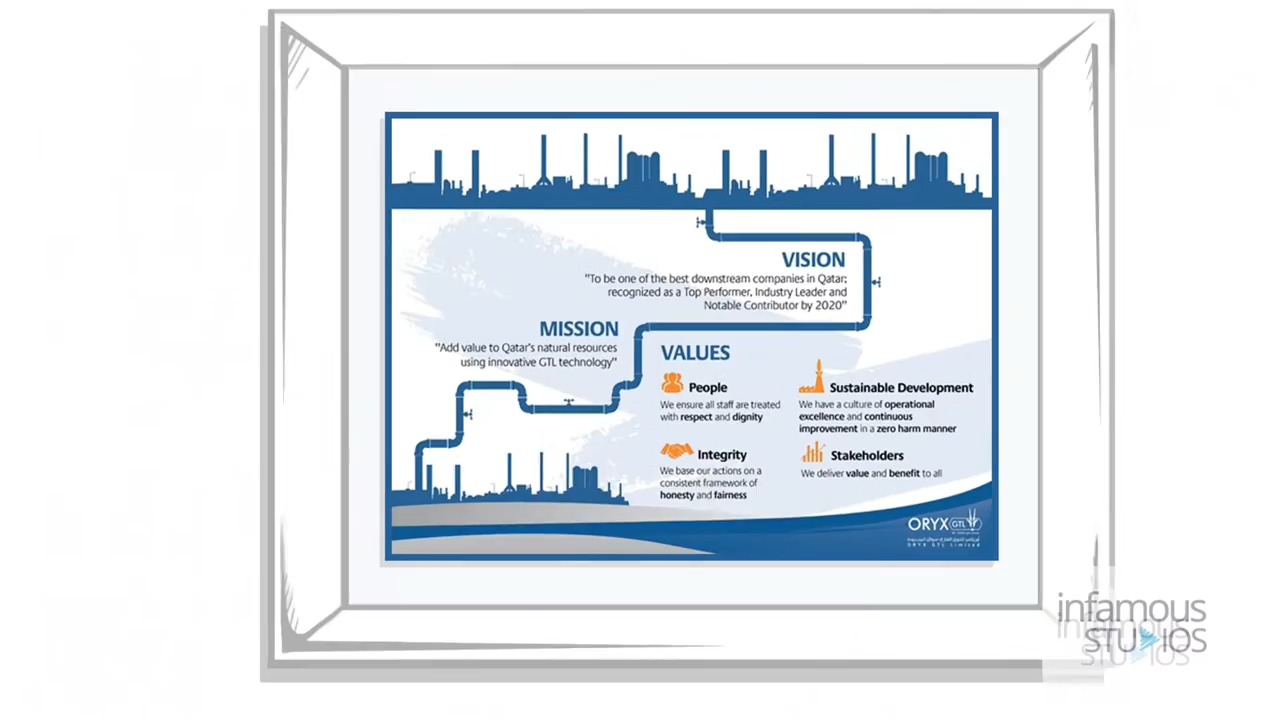 VISION
"To be one of the best downstream companies in Qatar;
recognized as a Top Performer, Industry Leader and
Notable Contributor by 2020"
MISSION
"Add value to Qatar's natural resources
using innovative GTL technology"
VALUES
People
We ensure all staff are treated
with respect and dignity
Sustainable Development
We have a culture of operational
excellence and continuous
improvement in a zero harm manner
Integrity
We base our actions on a
consistent framework of
honesty and fairness
Stakeholders
We deliver value and benefit to all
ORYX GTL
ORYX GTL Limited
infamous
STUDIOS